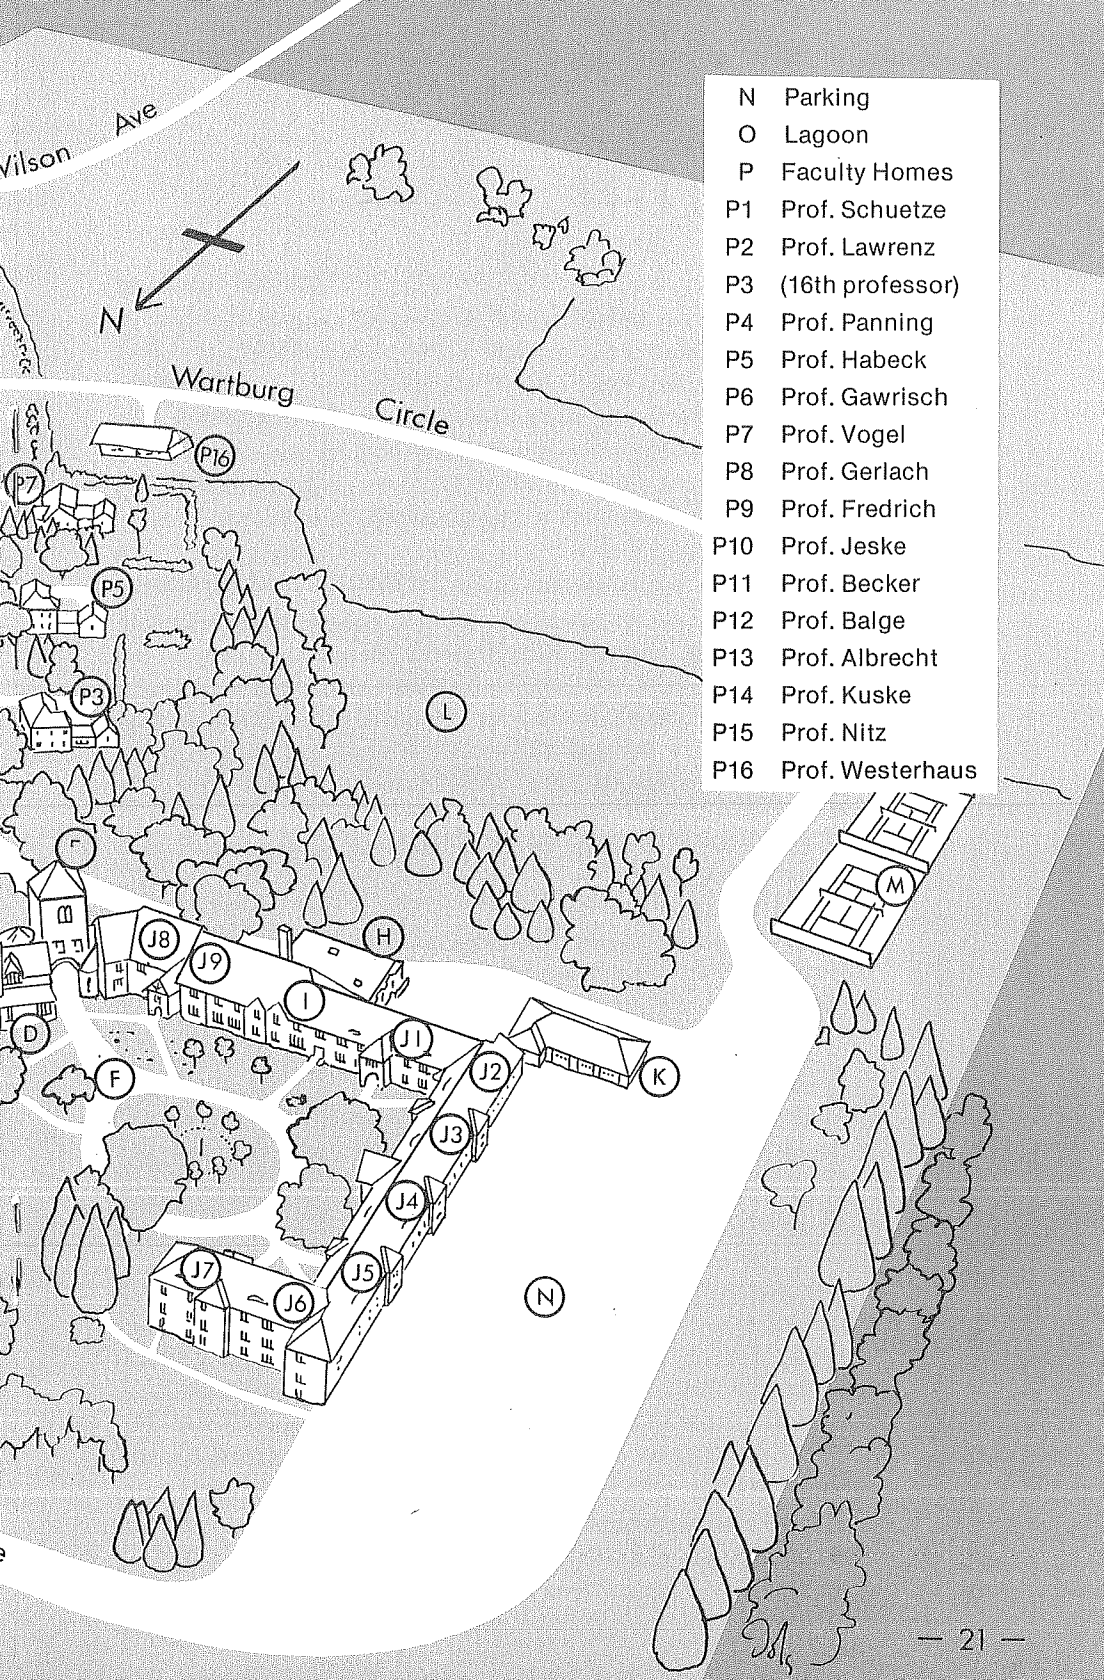 Ave
Wilson
N
Wartburg
Circle
N Parking
O Lagoon
P Faculty Homes
P1 Prof. Schuetze
P2 Prof. Lawrenz
P3 (16th professor)
P4 Prof. Panning
P5 Prof. Habeck
P6 Prof. Gawrisch
P7 Prof. Vogel
P8 Prof. Gerlach
P9 Prof. Fredrich
P10 Prof. Jeske
P11 Prof. Becker
P12 Prof. Balge
P13 Prof. Albrecht
P14 Prof. Kuske
P15 Prof. Nitz
P16 Prof. Westerhaus
P16
P7
P5
P3
L
M
H
J8
J9
I
D
J1
J2
K
F
J3
J4
J5
J7
J6
N
e
— 21 —